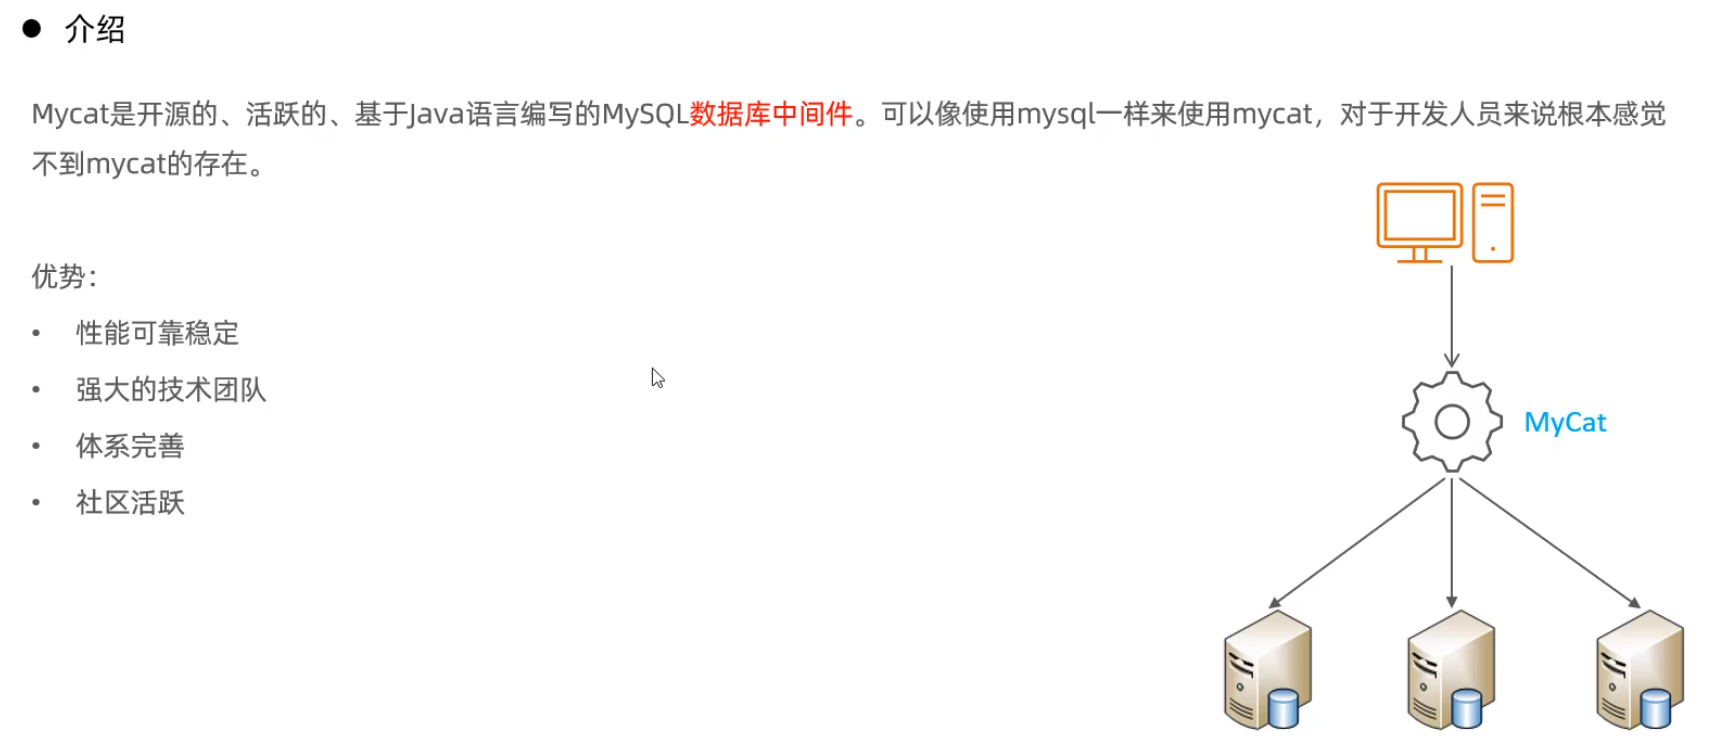 ● 介绍
Mycat是开源的、活跃的、基于Java语言编写的MySQL数据库中间件。可以像使用mysql一样来使用mycat，对于开发人员来说根本感觉
不到mycat的存在。
优势：
• 性能可靠稳定
• 强大的技术团队
• 体系完善
• 社区活跃
MyCat